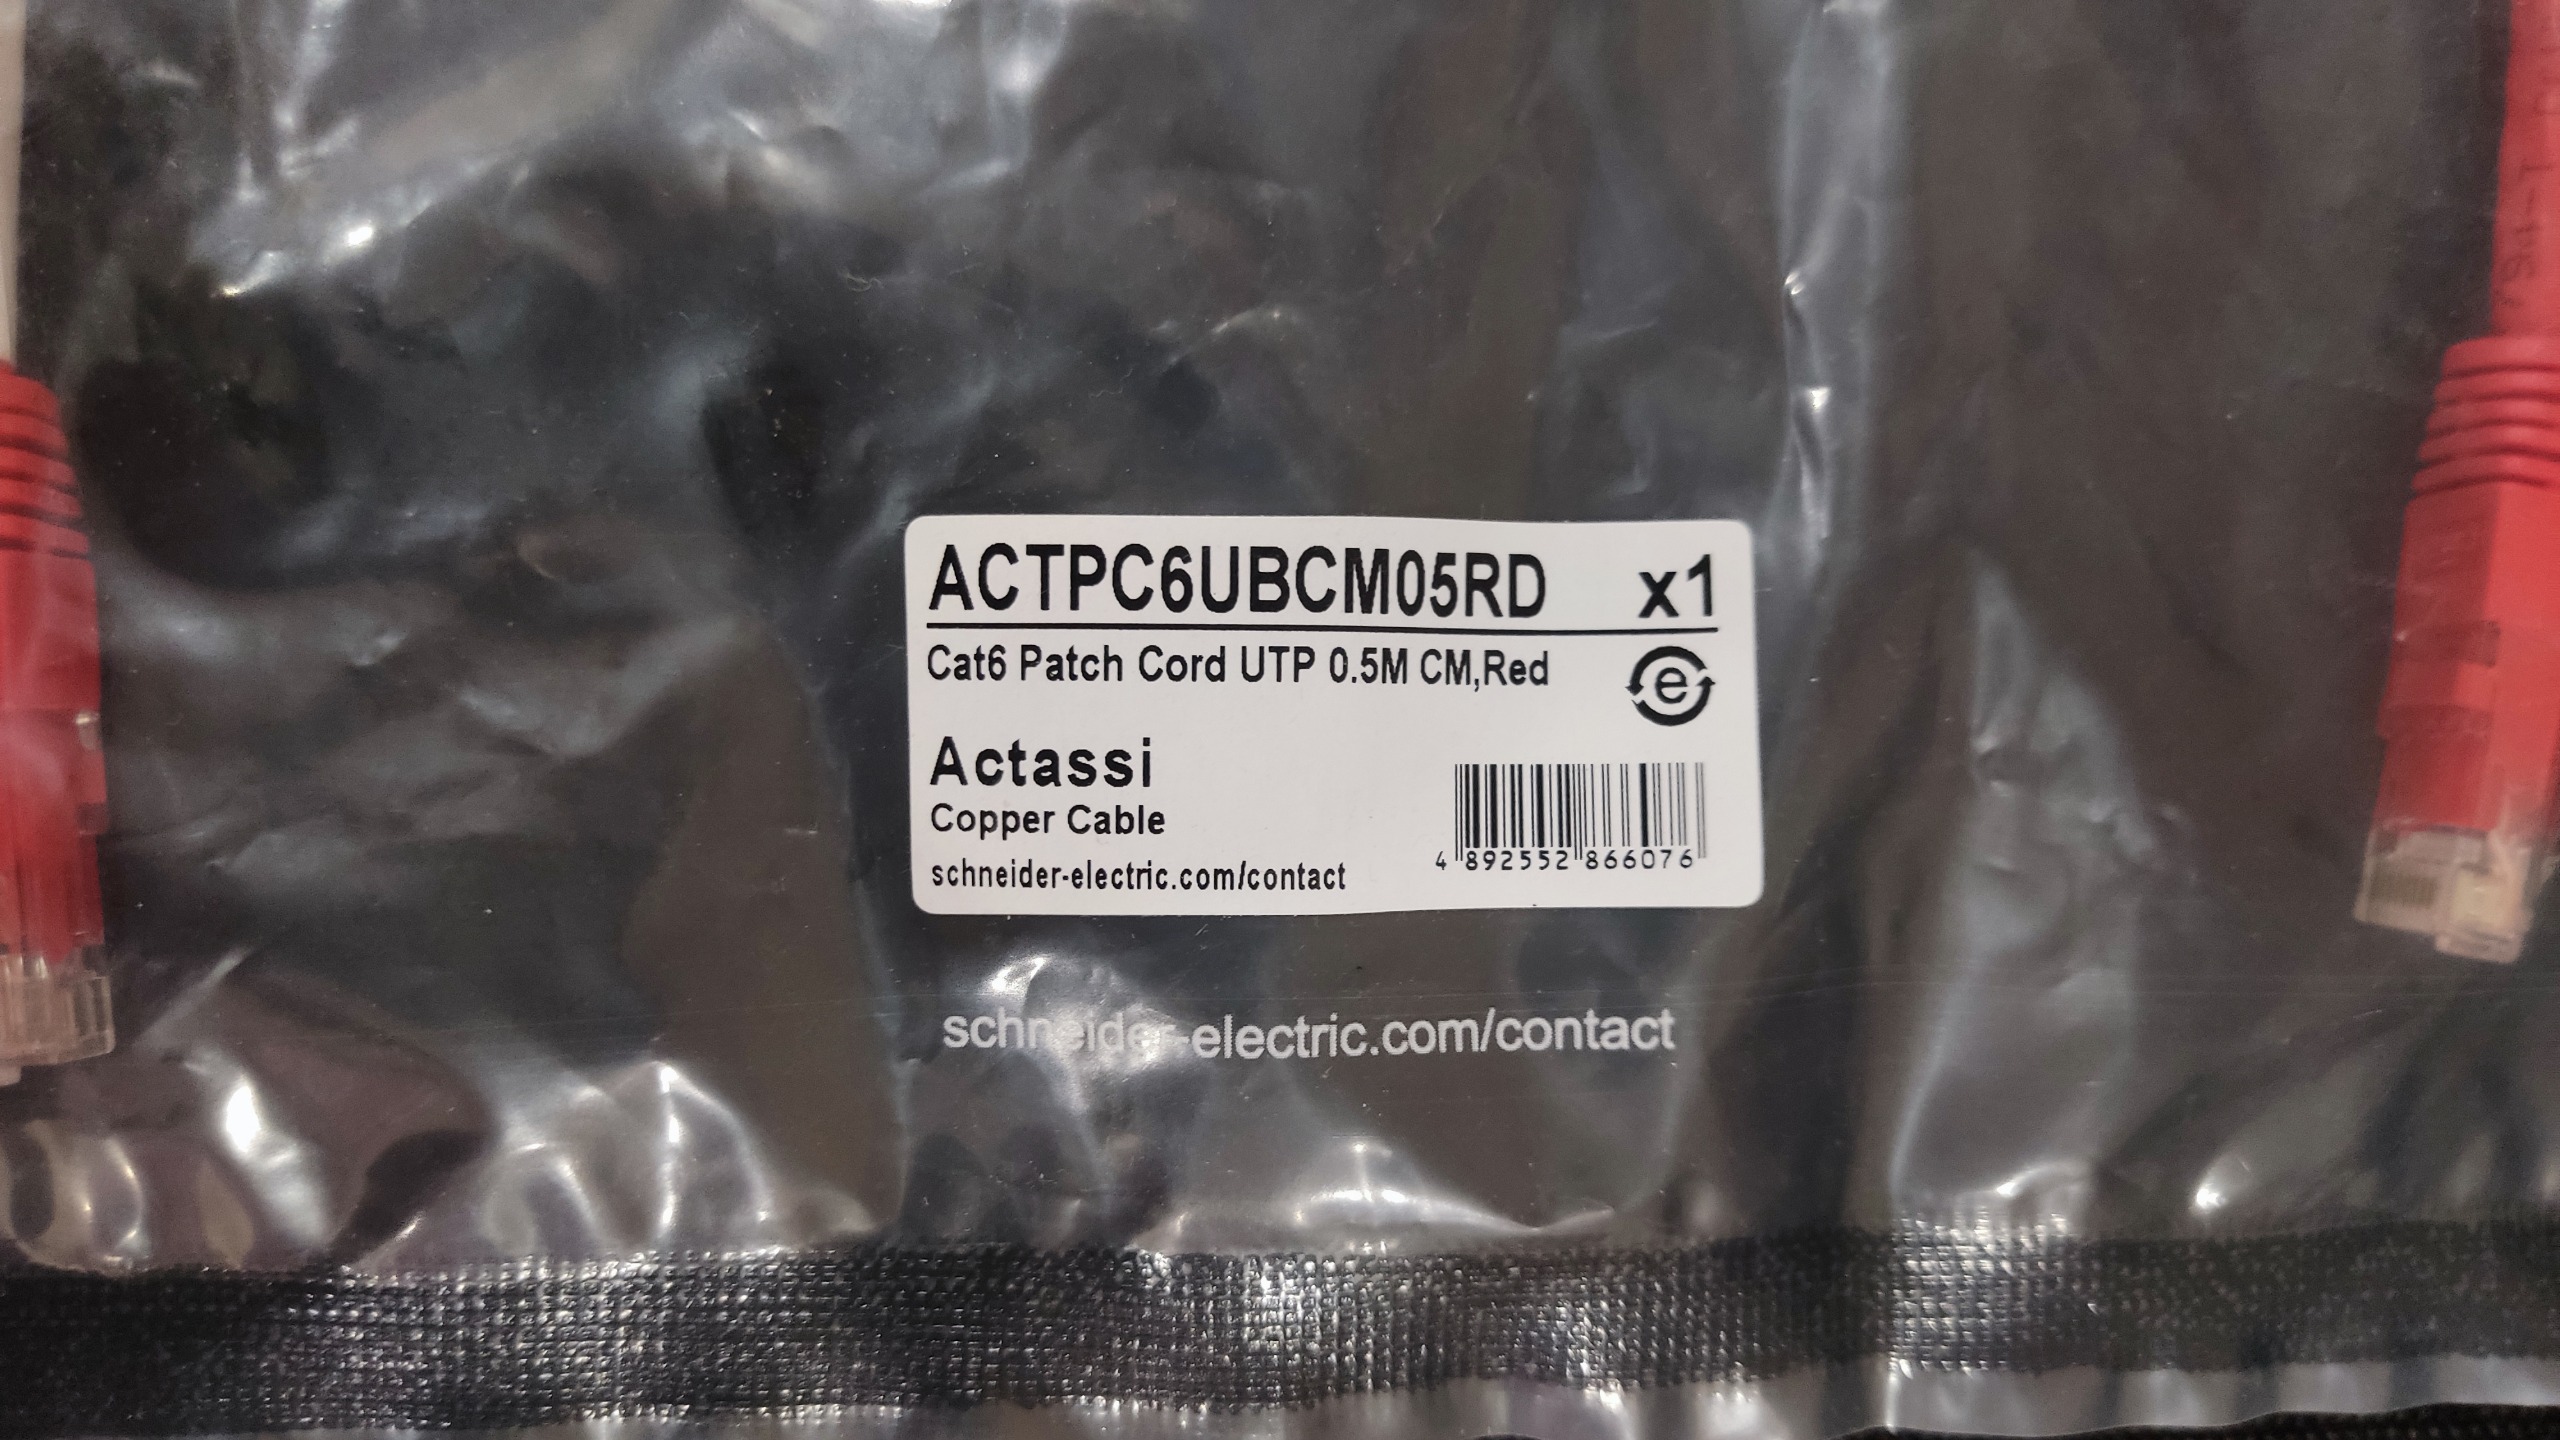 ACTPC6UBCM05RD x1
Cat6 Patch Cord UTP 0.5M CM,Red
e
Actassi
Copper Cable
schneider-electric.com/contact
4 892552 866076
schneider-electric.com/contact